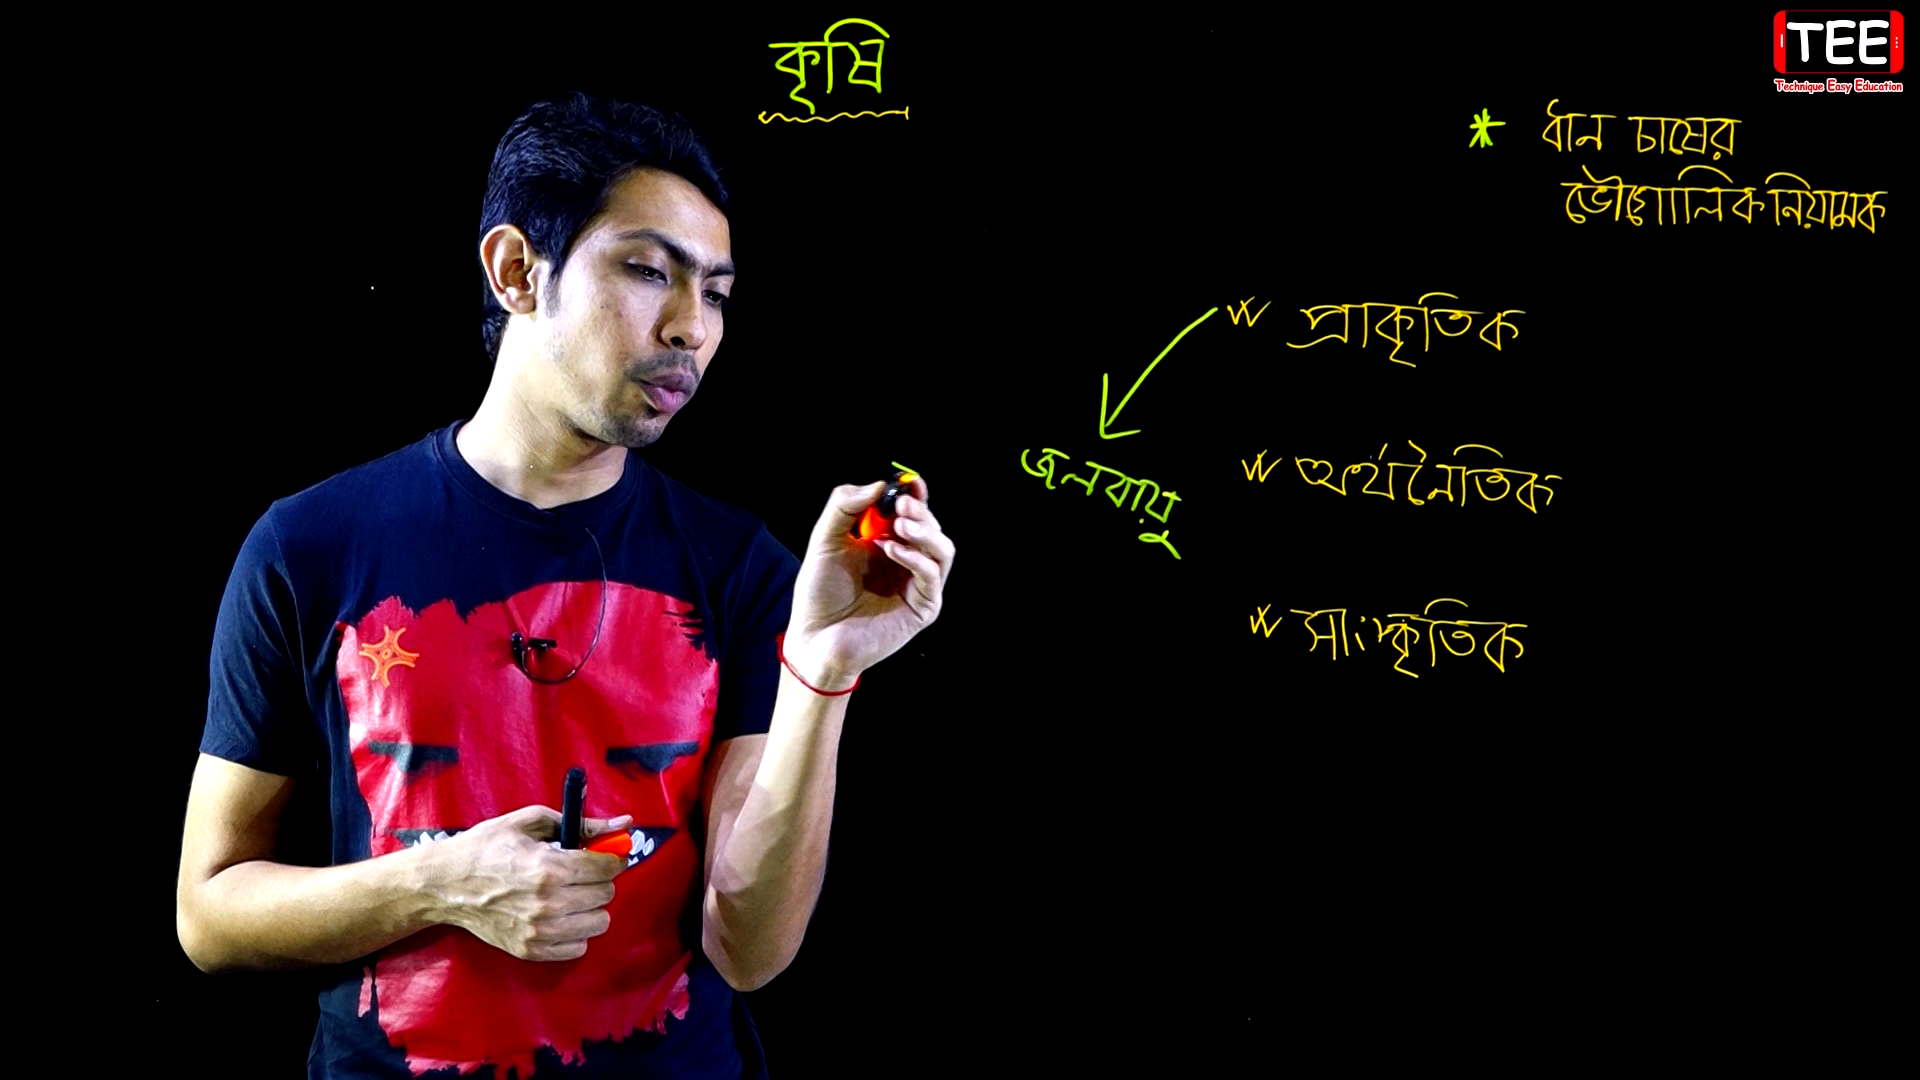 কৃষি
TEE
Technique Easy Education
* ধান চাষের
ভৌগোলিক নিয়ামক
প্রাকৃতিক
জলবায়ু
অর্থনৈতিক
সাংস্কৃতিক